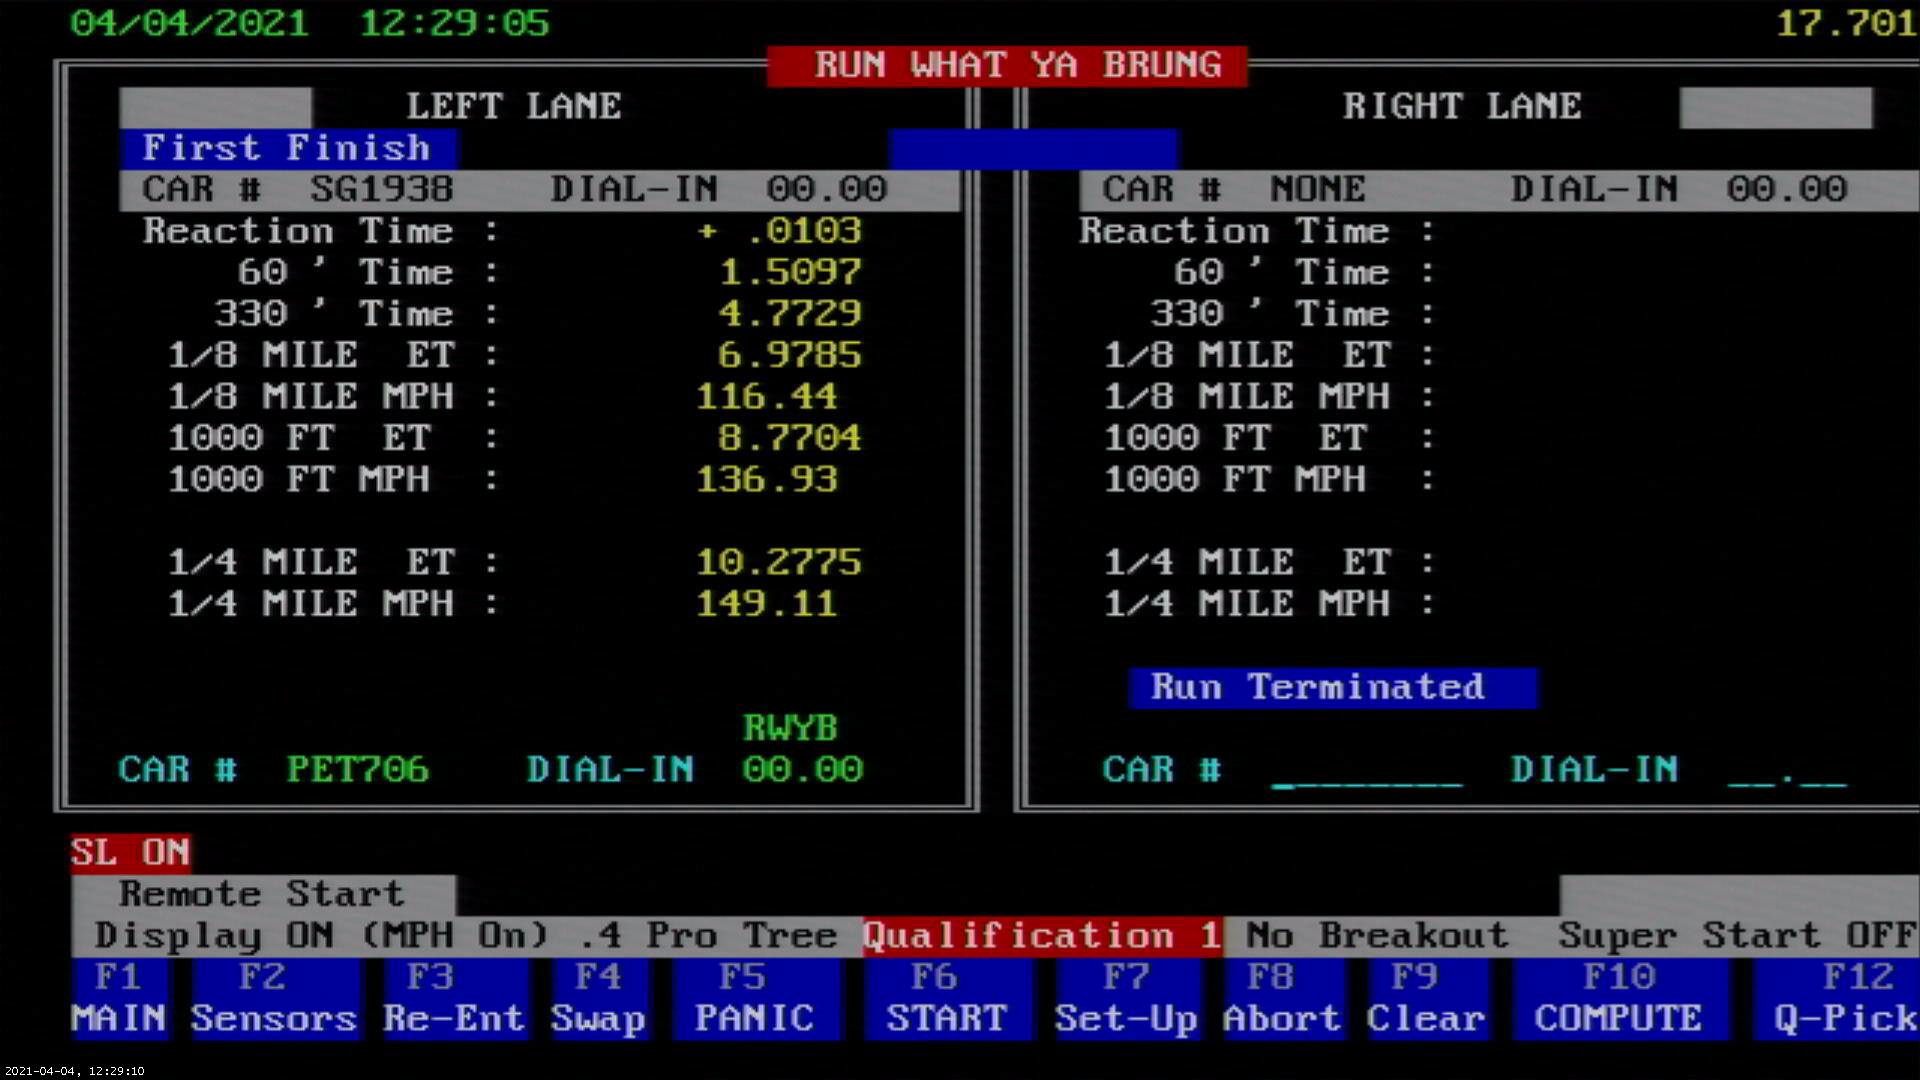 04/04/2021 12:29:05 17.701
RUN WHAT YA BRUNG
LEFT LANE
First Finish
CAR # SG1938 DIAL-IN 00.00
Reaction Time : + .0103
60 ' Time : 1.5097
330 ' Time : 4.7729
1/8 MILE ET : 6.9785
1/8 MILE MPH : 116.44
1000 FT ET : 8.7704
1000 FT MPH : 136.93
1/4 MILE ET : 10.2775
1/4 MILE MPH : 149.11
RWYB
CAR # PET706 DIAL-IN 00.00
RIGHT LANE
CAR # NONE DIAL-IN 00.00
Reaction Time :
60 ' Time :
330 ' Time :
1/8 MILE ET :
1/8 MILE MPH :
1000 FT ET :
1000 FT MPH :
1/4 MILE ET :
1/4 MILE MPH :
Run Terminated
CAR # ________ DIAL-IN __.__
SL ON
Remote Start
Display ON (MPH On) .4 Pro Tree Qualification 1 No Breakout Super Start OFF
F1 F2 F3 F4 F5 F6 F7 F8 F9 F10 F12
MAIN Sensors Re-Ent Swap PANIC START Set-Up Abort Clear COMPUTE Q-Pick
2021-04-04, 12:29:10